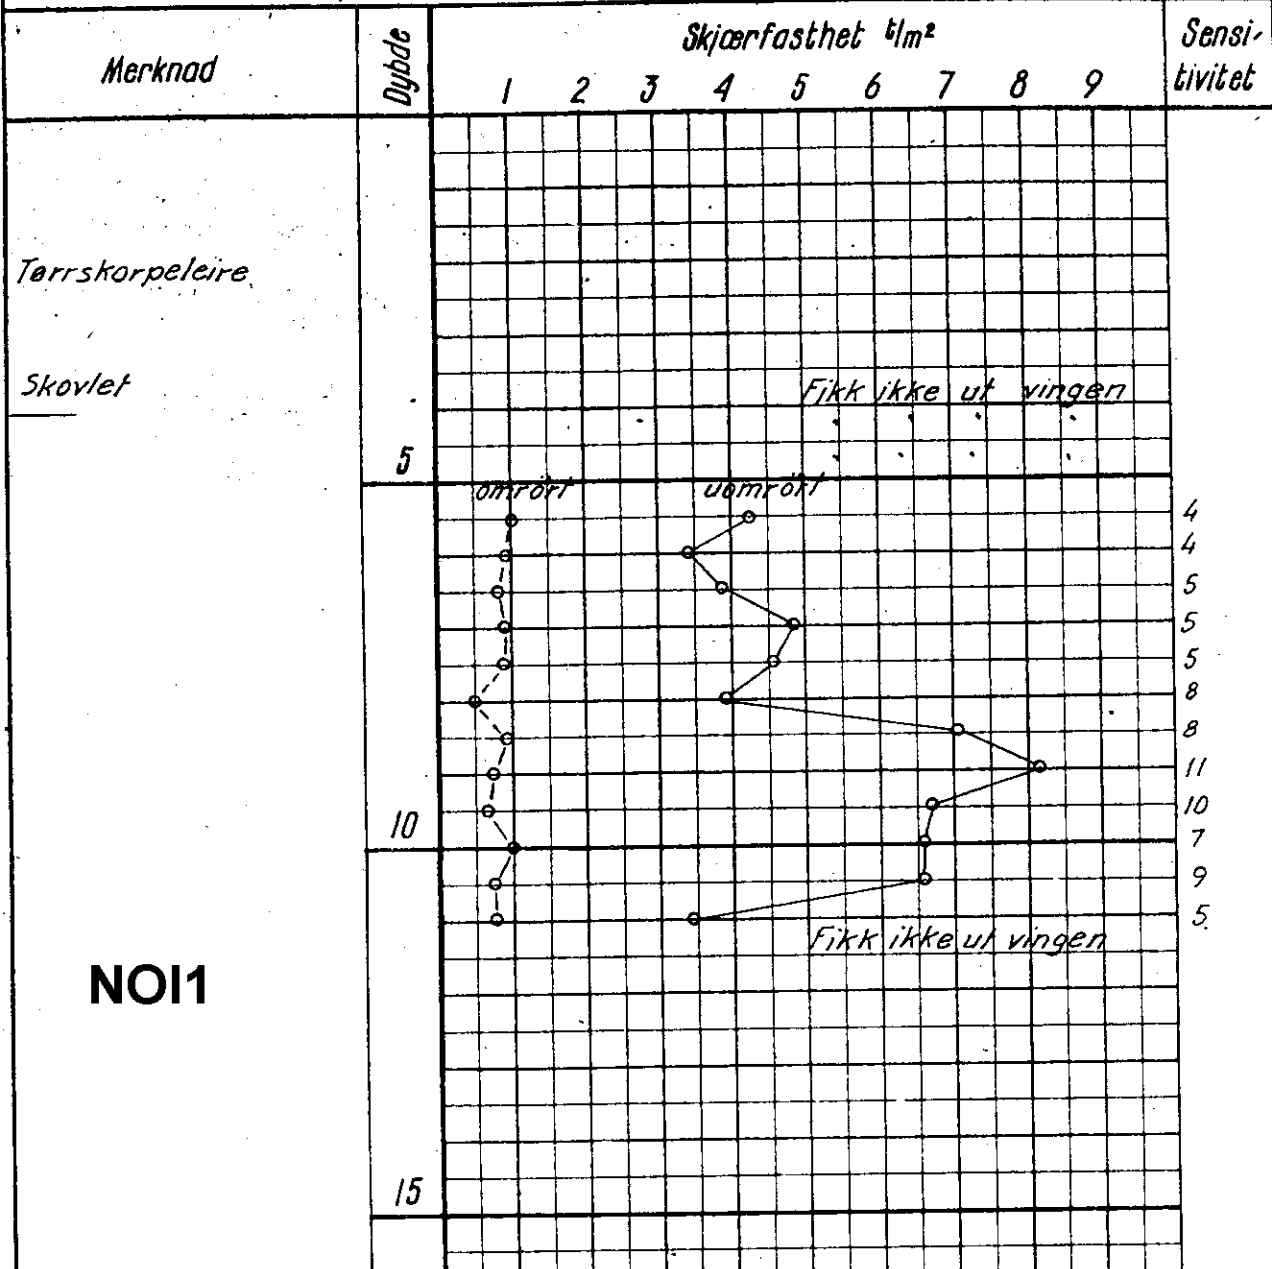 Merknad
Dybde
Skjærfasthet t/m²
Sensi-
tivitet
1 2 3 4 5 6 7 8 9
Tørrskorpeleire
Skovlet
Fikk ikke ut vingen
5
omrört uomrört
4
4
5
5
5
8
8
11
10
10
7
9
5
Fikk ikke ut vingen
NOI1
15